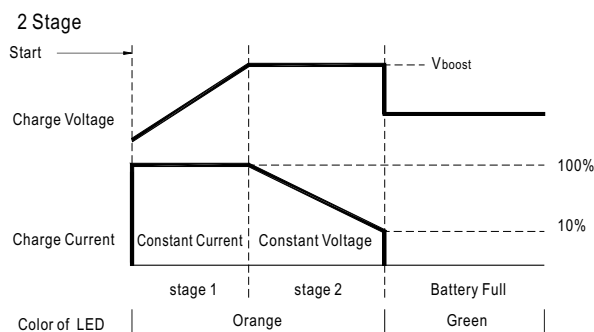 2 Stage
Start
Vboost
Charge Voltage
100%
10%
Charge Current
Constant Current
Constant Voltage
stage 1
stage 2
Battery Full
Color of LED
Orange
Green